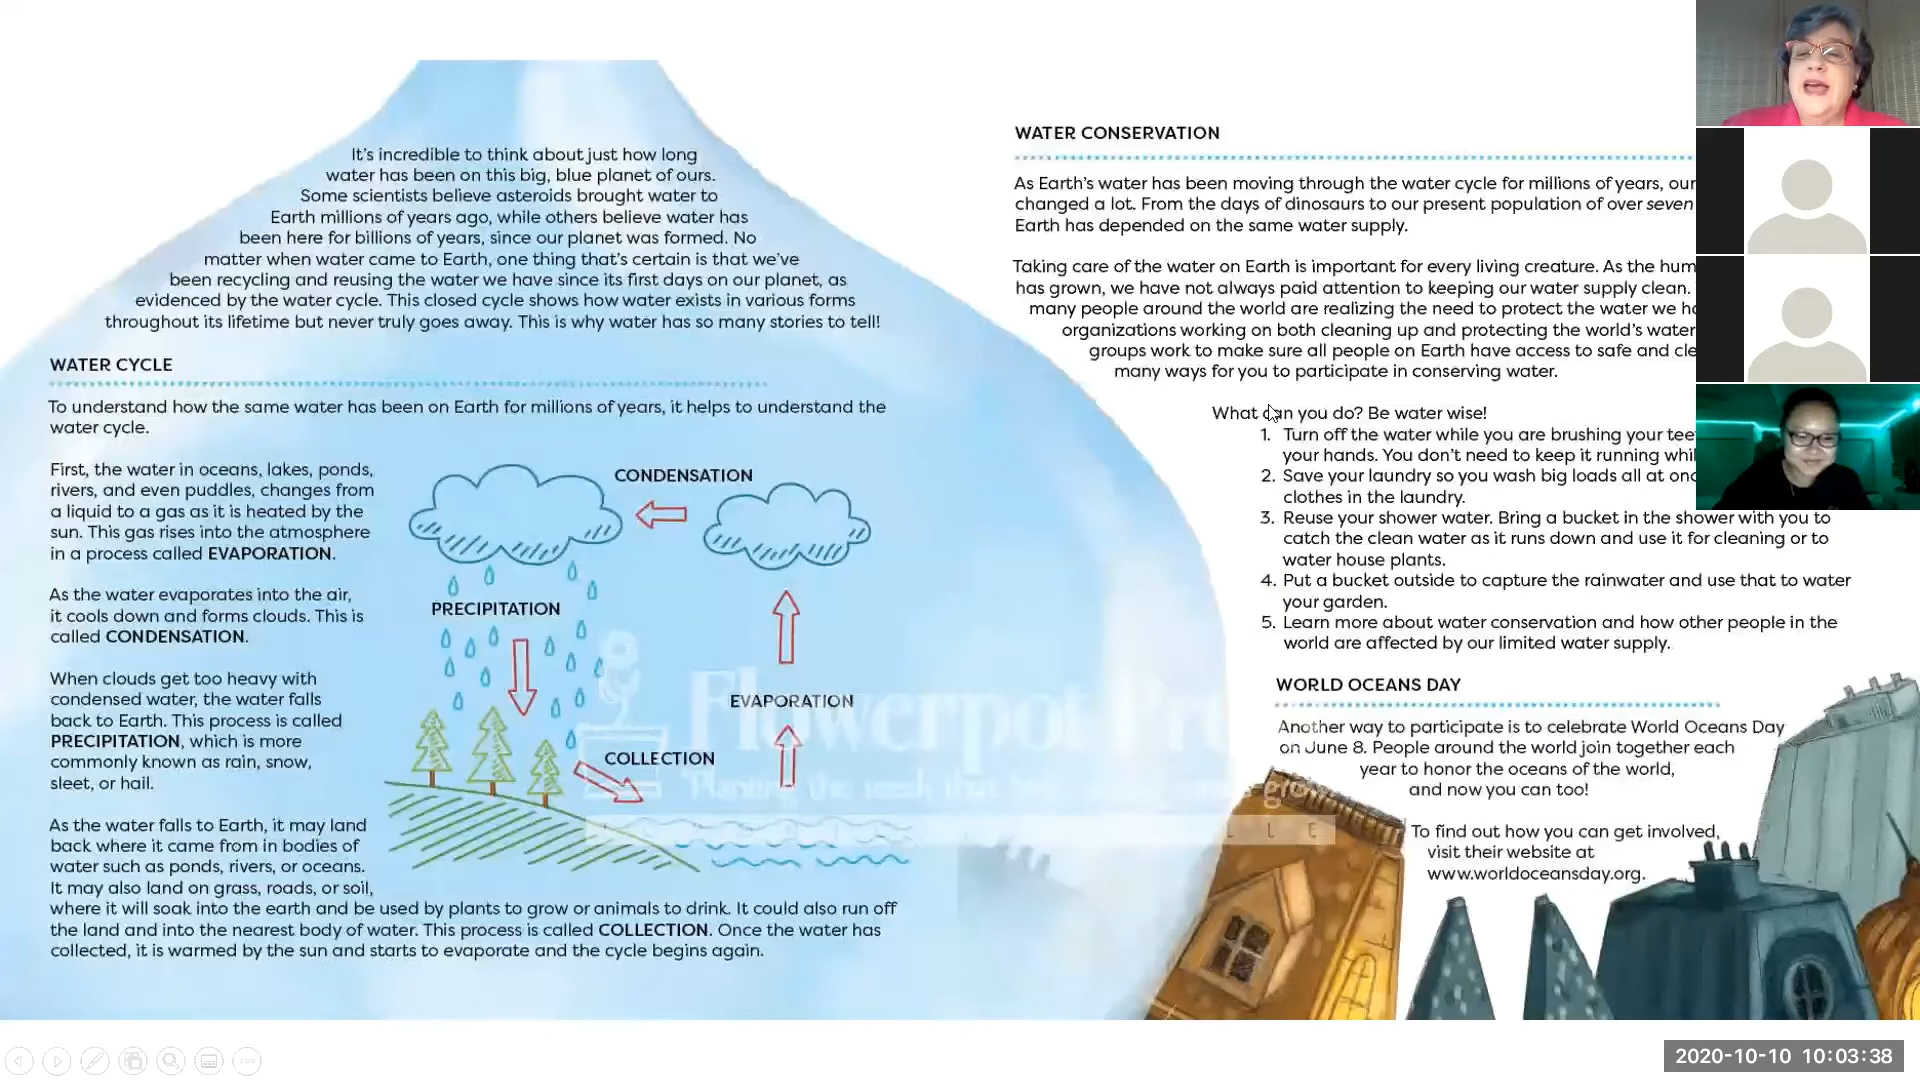 It's incredible to think about just how long
water has been on this big, blue planet of ours.
Some scientists believe asteroids brought water to
Earth millions of years ago, while others believe water has
been here for billions of years, since our planet was formed. No
matter when water came to Earth, one thing that's certain is that we've
been recycling and reusing the water we have since its first days on our planet, as
evidenced by the water cycle. This closed cycle shows how water exists in various forms
throughout its lifetime but never truly goes away. This is why water has so many stories to tell!
WATER CYCLE
To understand how the same water has been on Earth for millions of years, it helps to understand the
water cycle.
First, the water in oceans, lakes, ponds,
rivers, and even puddles, changes from
a liquid to a gas as it is heated by the
sun. This gas rises into the atmosphere
in a process called EVAPORATION.
As the water evaporates into the air,
it cools down and forms clouds. This is
called CONDENSATION.
When clouds get too heavy with
condensed water, the water falls
back to Earth. This process is called
PRECIPITATION, which is more
commonly known as rain, snow,
sleet, or hail.
As the water falls to Earth, it may land
back where it came from in bodies of
water such as ponds, rivers, or oceans.
It may also land on grass, roads, or soil,
where it will soak into the earth and be used by plants to grow or animals to drink. It could also run off
the land and into the nearest body of water. This process is called COLLECTION. Once the water has
collected, it is warmed by the sun and starts to evaporate and the cycle begins again.
CONDENSATION
PRECIPITATION
EVAPORATION
COLLECTION
Flowerpot
Planting the seeds that
WATER CONSERVATION
As Earth's water has been moving through the water cycle for millions of years, our
changed a lot. From the days of dinosaurs to our present population of over seven
Earth has depended on the same water supply.
Taking care of the water on Earth is important for every living creature. As the
has grown, we have not always paid attention to keeping our water supply clean.
many people around the world are realizing the need to protect the water we
organizations working on both cleaning up and protecting the world's water
groups work to make sure all people on Earth have access to safe and
many ways for you to participate in conserving water.
What can you do? Be water wise!
1. Turn off the water while you are brushing your
your hands. You don't need to keep it running
2. Save your laundry so you wash big loads all at
clothes in the laundry.
3. Reuse your shower water. Bring a bucket in the shower with you to
catch the clean water as it runs down and use it for cleaning or to
water house plants.
4. Put a bucket outside to capture the rainwater and use that to water
your garden.
5. Learn more about water conservation and how other people in the
world are affected by our limited water supply.
WORLD OCEANS DAY
Another way to participate is to celebrate World Oceans Day
on June 8. People around the world join together each
year to honor the oceans of the world,
and now you can too!
To find out how you can get involved,
visit their website at
www.worldoceansday.org.
2020-10-10 10:03:38